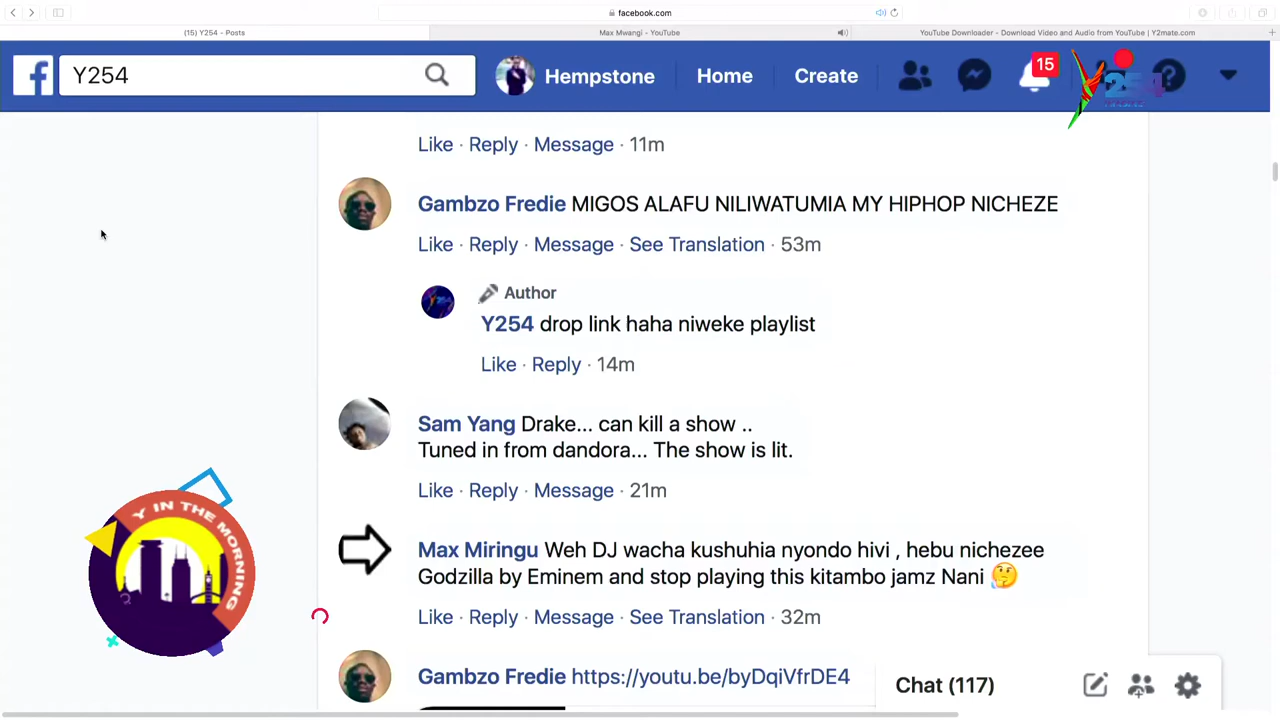 facebook.com
(15) Y254 - Posts
Max Mwangi - YouTube
YouTube Downloader - Download Video and Audio from YouTube | Y2mate.com
Y254
Hempstone
Home
Create
15
Like · Reply · Message · 11m
Gambzo Fredie MIGOS ALAFU NILIWATUMIA MY HIPHOP NICHEZE
Like · Reply · Message · See Translation · 53m
Author
Y254 drop link haha niweke playlist
Like · Reply · 14m
Sam Yang Drake... can kill a show ..
Tuned in from dandora... The show is lit.
Like · Reply · Message · 21m
Max Miringu Weh DJ wacha kushuhia nyondo hivi , hebu nichezee
Godzilla by Eminem and stop playing this kitambo jamz Nani 🤔
Like · Reply · Message · See Translation · 32m
Gambzo Fredie https://youtu.be/byDqiVfrDE4
Chat (117)
Y IN THE MORNING
Y254